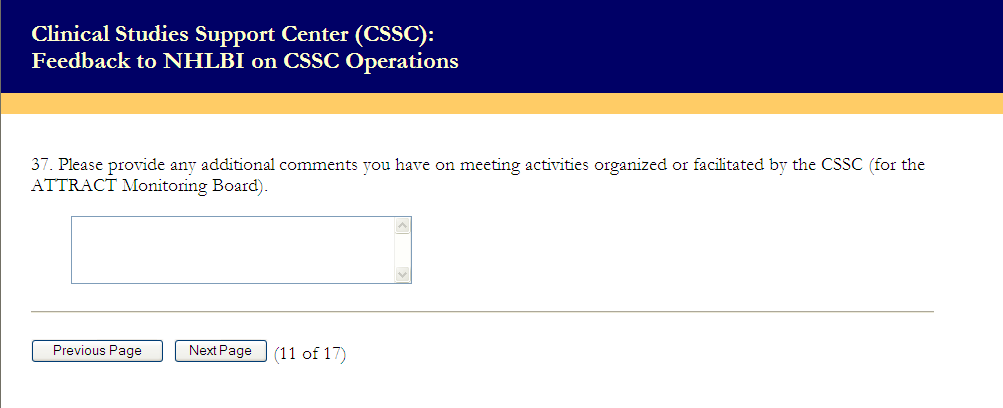 Clinical Studies Support Center (CSSC):
Feedback to NHLBI on CSSC Operations
37. Please provide any additional comments you have on meeting activities organized or facilitated by the CSSC (for the
ATTRACT Monitoring Board).
Previous Page Next Page (11 of 17)